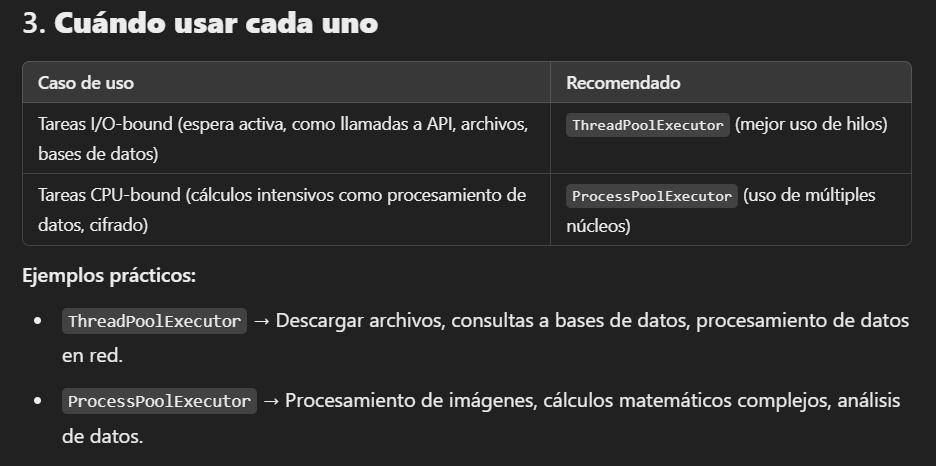 3. Cuándo usar cada uno
Caso de uso
Recomendado
Tareas I/O-bound (espera activa, como llamadas a API, archivos,
bases de datos)
ThreadPoolExecutor (mejor uso de hilos)
Tareas CPU-bound (cálculos intensivos como procesamiento de
datos, cifrado)
ProcessPoolExecutor (uso de múltiples
núcleos)
Ejemplos prácticos:
• ThreadPoolExecutor → Descargar archivos, consultas a bases de datos, procesamiento de datos
en red.
• ProcessPoolExecutor → Procesamiento de imágenes, cálculos matemáticos complejos, análisis
de datos.